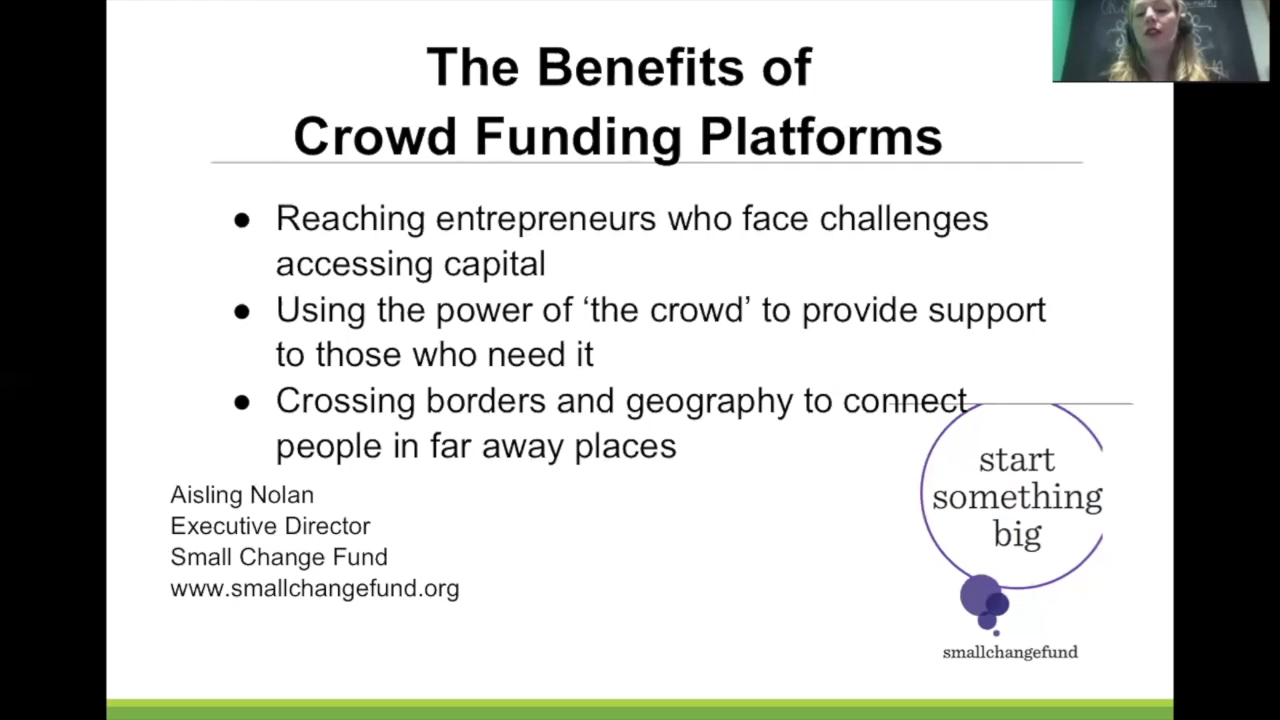 The Benefits of
Crowd Funding Platforms
● Reaching entrepreneurs who face challenges
accessing capital
● Using the power of ‘the crowd’ to provide support
to those who need it
● Crossing borders and geography to connect
people in far away places
Aisling Nolan
Executive Director
Small Change Fund
www.smallchangefund.org
start
something
big
smallchangefund